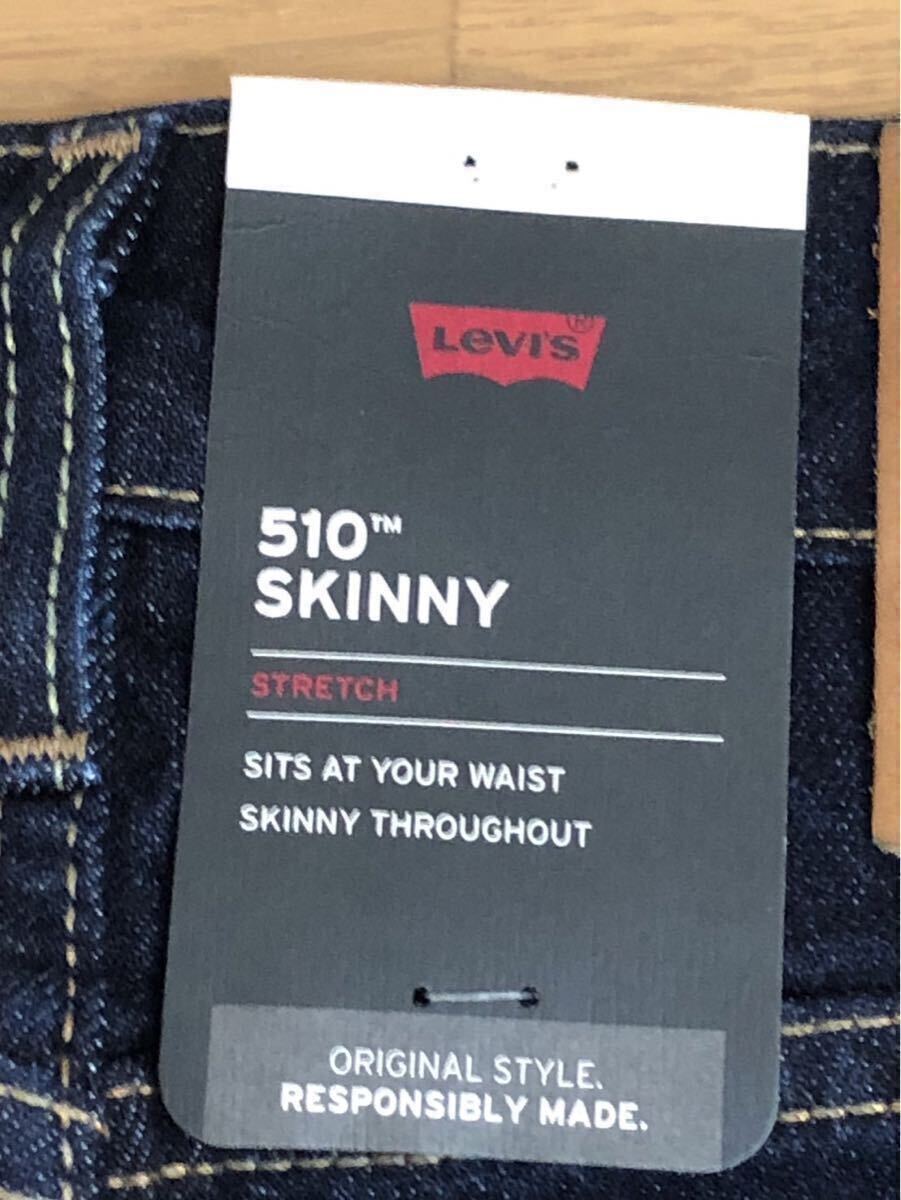 Levi's®
510™
SKINNY
STRETCH
SITS AT YOUR WAIST
SKINNY THROUGHOUT
ORIGINAL STYLE.
RESPONSIBLY MADE.